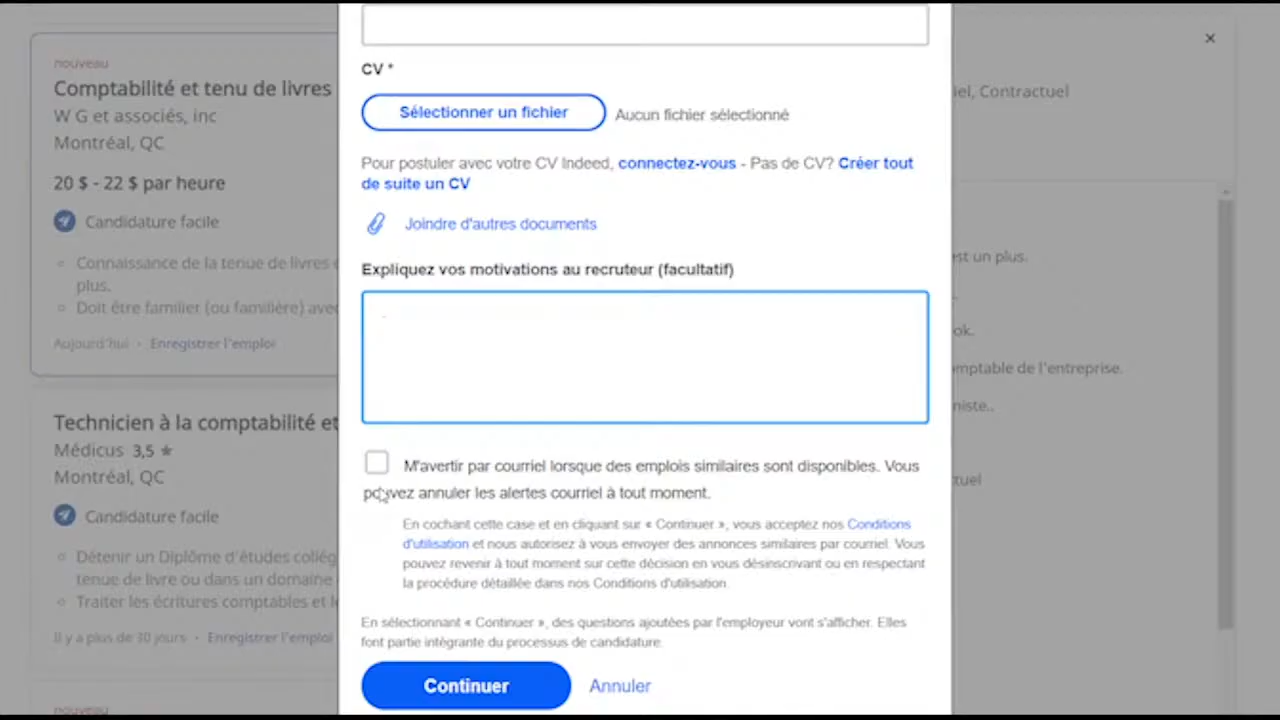 nouveau
Comptabilité et tenu de livres
W G et associés, inc
Montréal, QC
20 $ - 22 $ par heure
Candidature facile
Connaissance de la tenue de livres
plus.
Doit être familier (ou familière) avec
Aujourd'hui · Enregistrer l'emploi
Technicien à la comptabilité et
Médicus 3,5 ★
Montréal, QC
Candidature facile
Détenir un Diplôme d'études
tenue de livre ou dans un domaine
Traiter les écritures comptables et
Il y a plus de 30 jours · Enregistrer l'emploi
nouveau
CV *
Sélectionner un fichier Aucun fichier sélectionné
Pour postuler avec votre CV Indeed, connectez-vous - Pas de CV? Créer tout
de suite un CV
Joindre d'autres documents
Expliquez vos motivations au recruteur (facultatif)
M'avertir par courriel lorsque des emplois similaires sont disponibles. Vous
pouvez annuler les alertes courriel à tout moment.
En cochant cette case et en cliquant sur « Continuer », vous acceptez nos Conditions
d'utilisation et nous autorisez à vous envoyer des annonces similaires par courriel. Vous
pouvez revenir à tout moment sur cette décision en vous désinscrivant ou en respectant
la procédure détaillée dans nos Conditions d'utilisation.
En sélectionnant « Continuer », des questions ajoutées par l'employeur vont s'afficher. Elles
font partie intégrante du processus de candidature.
Continuer Annuler
×
Contractuel
est un plus.
de l'entreprise.